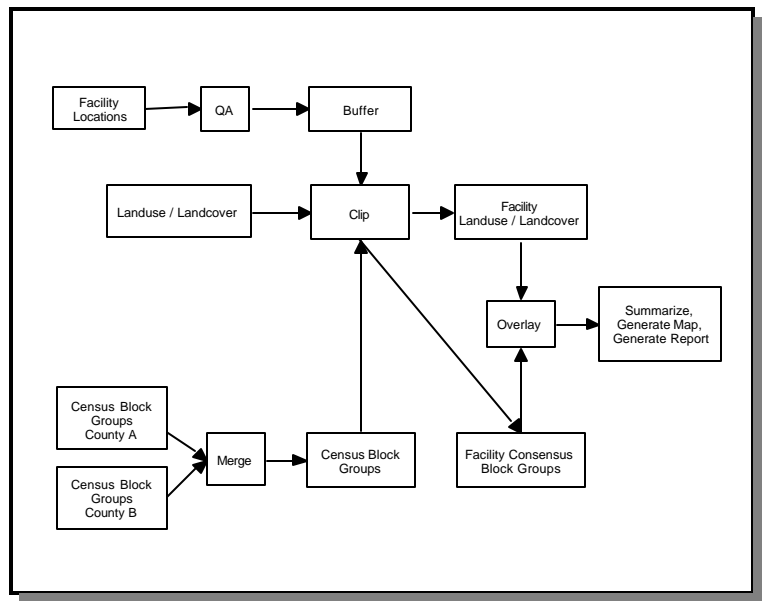 Facility
Locations
QA
Buffer
Landuse / Landcover
Clip
Facility
Landuse / Landcover
Overlay
Summarize,
Generate Map,
Generate Report
Census Block
Groups
County A
Merge
Census Block
Groups
Facility Consensus
Block Groups
Census Block
Groups
County B